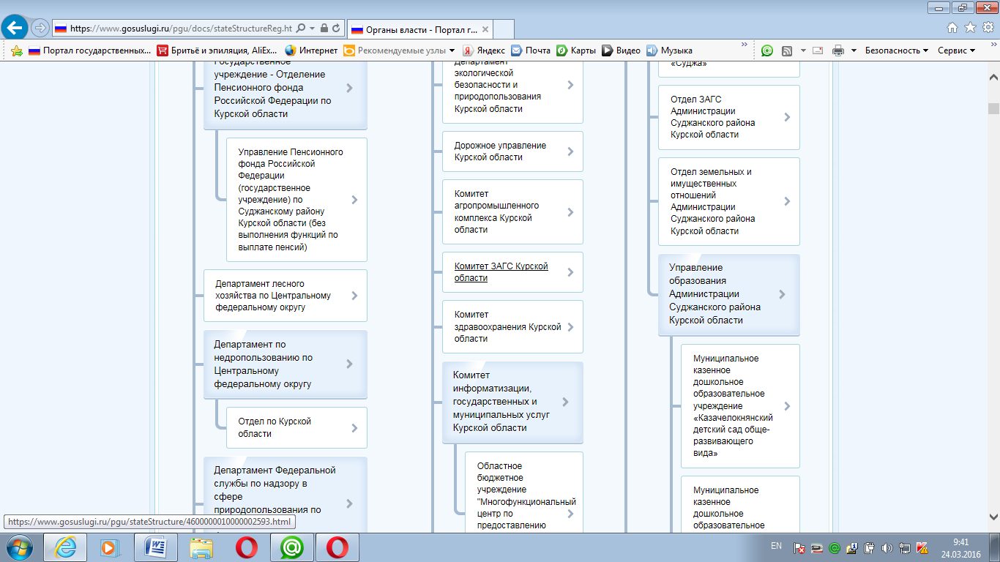 https://www.gosuslugi.ru/pgu/docs/stateStructureReg.ht
Органы власти - Портал г...
Портал государственных...
Бритьё и эпиляция, AliEx...
Интернет
Рекомендуемые узлы
Яндекс
Почта
Карты
Видео
Музыка
Безопасность
Сервис
Государственное
учреждение - Отделение
Пенсионного фонда
Российской Федерации по
Курской области
Управление Пенсионного
фонда Российской
Федерации
(государственное
учреждение) по
Суджанскому району
Курской области (без
выполнения функций по
выплате пенсий)
Департамент лесного
хозяйства по Центральному
федеральному округу
Департамент по
недропользованию по
Центральному
федеральному округу
Отдел по Курской
области
Департамент Федеральной
службы по надзору в
сфере
природопользования по
Департамент
экологической
безопасности и
природопользования
Курской области
Дорожное управление
Курской области
Комитет
агропромышленного
комплекса Курской
области
Комитет ЗАГС Курской
области
Комитет
здравоохранения Курской
области
Комитет
информатизации,
государственных и
муниципальных услуг
Курской области
Областное
бюджетное
учреждение
"Многофункциональный
центр по
предоставлению
«Суджа»
Отдел ЗАГС
Администрации
Суджанского района
Курской области
Отдел земельных и
имущественных
отношений
Администрации
Суджанского района
Курской области
Управление
образования
Администрации
Суджанского района
Курской области
Муниципальное
казенное
дошкольное
образовательное
учреждение
«Казачелокнянский
детский сад обще-
развивающего
вида»
Муниципальное
казенное
дошкольное
образовательное
https://www.gosuslugi.ru/pgu/stateStructure/4600000010000002593.html
EN
9:41
24.03.2016